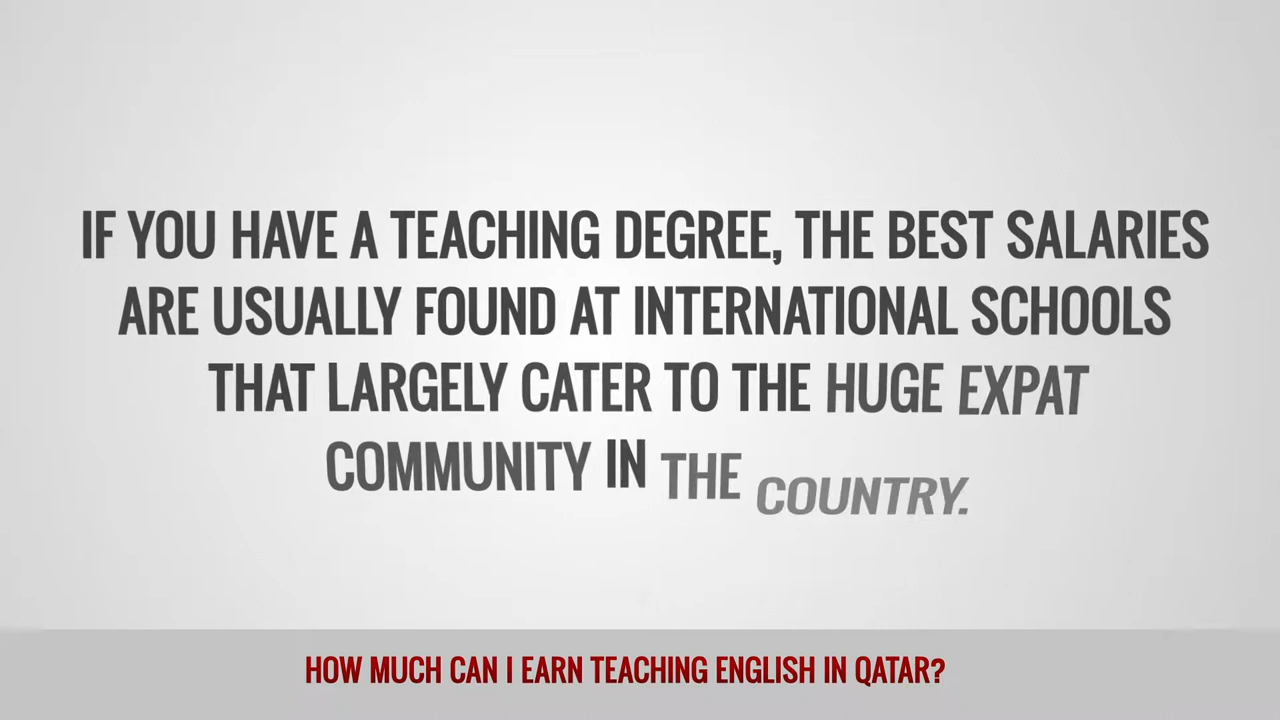 IF YOU HAVE A TEACHING DEGREE, THE BEST SALARIES
ARE USUALLY FOUND AT INTERNATIONAL SCHOOLS
THAT LARGELY CATER TO THE HUGE EXPAT
COMMUNITY IN THE COUNTRY.
HOW MUCH CAN I EARN TEACHING ENGLISH IN QATAR?